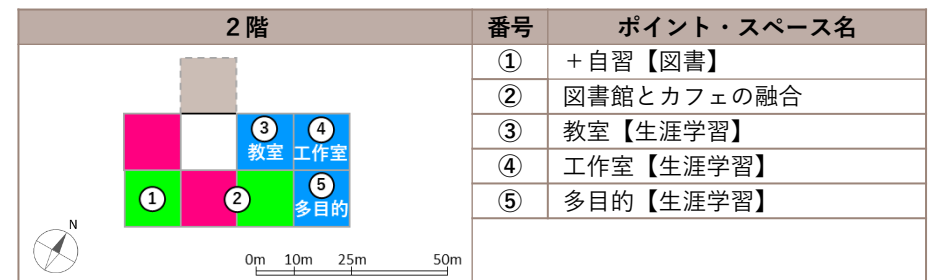 2階
番号
ポイント・スペース名
①
＋自習【図書】
②
図書館とカフェの融合
③
教室【生涯学習】
④
工作室【生涯学習】
⑤
多目的【生涯学習】
③
教室
④
工作室
①
②
⑤
多目的
N
0m 10m 25m 50m